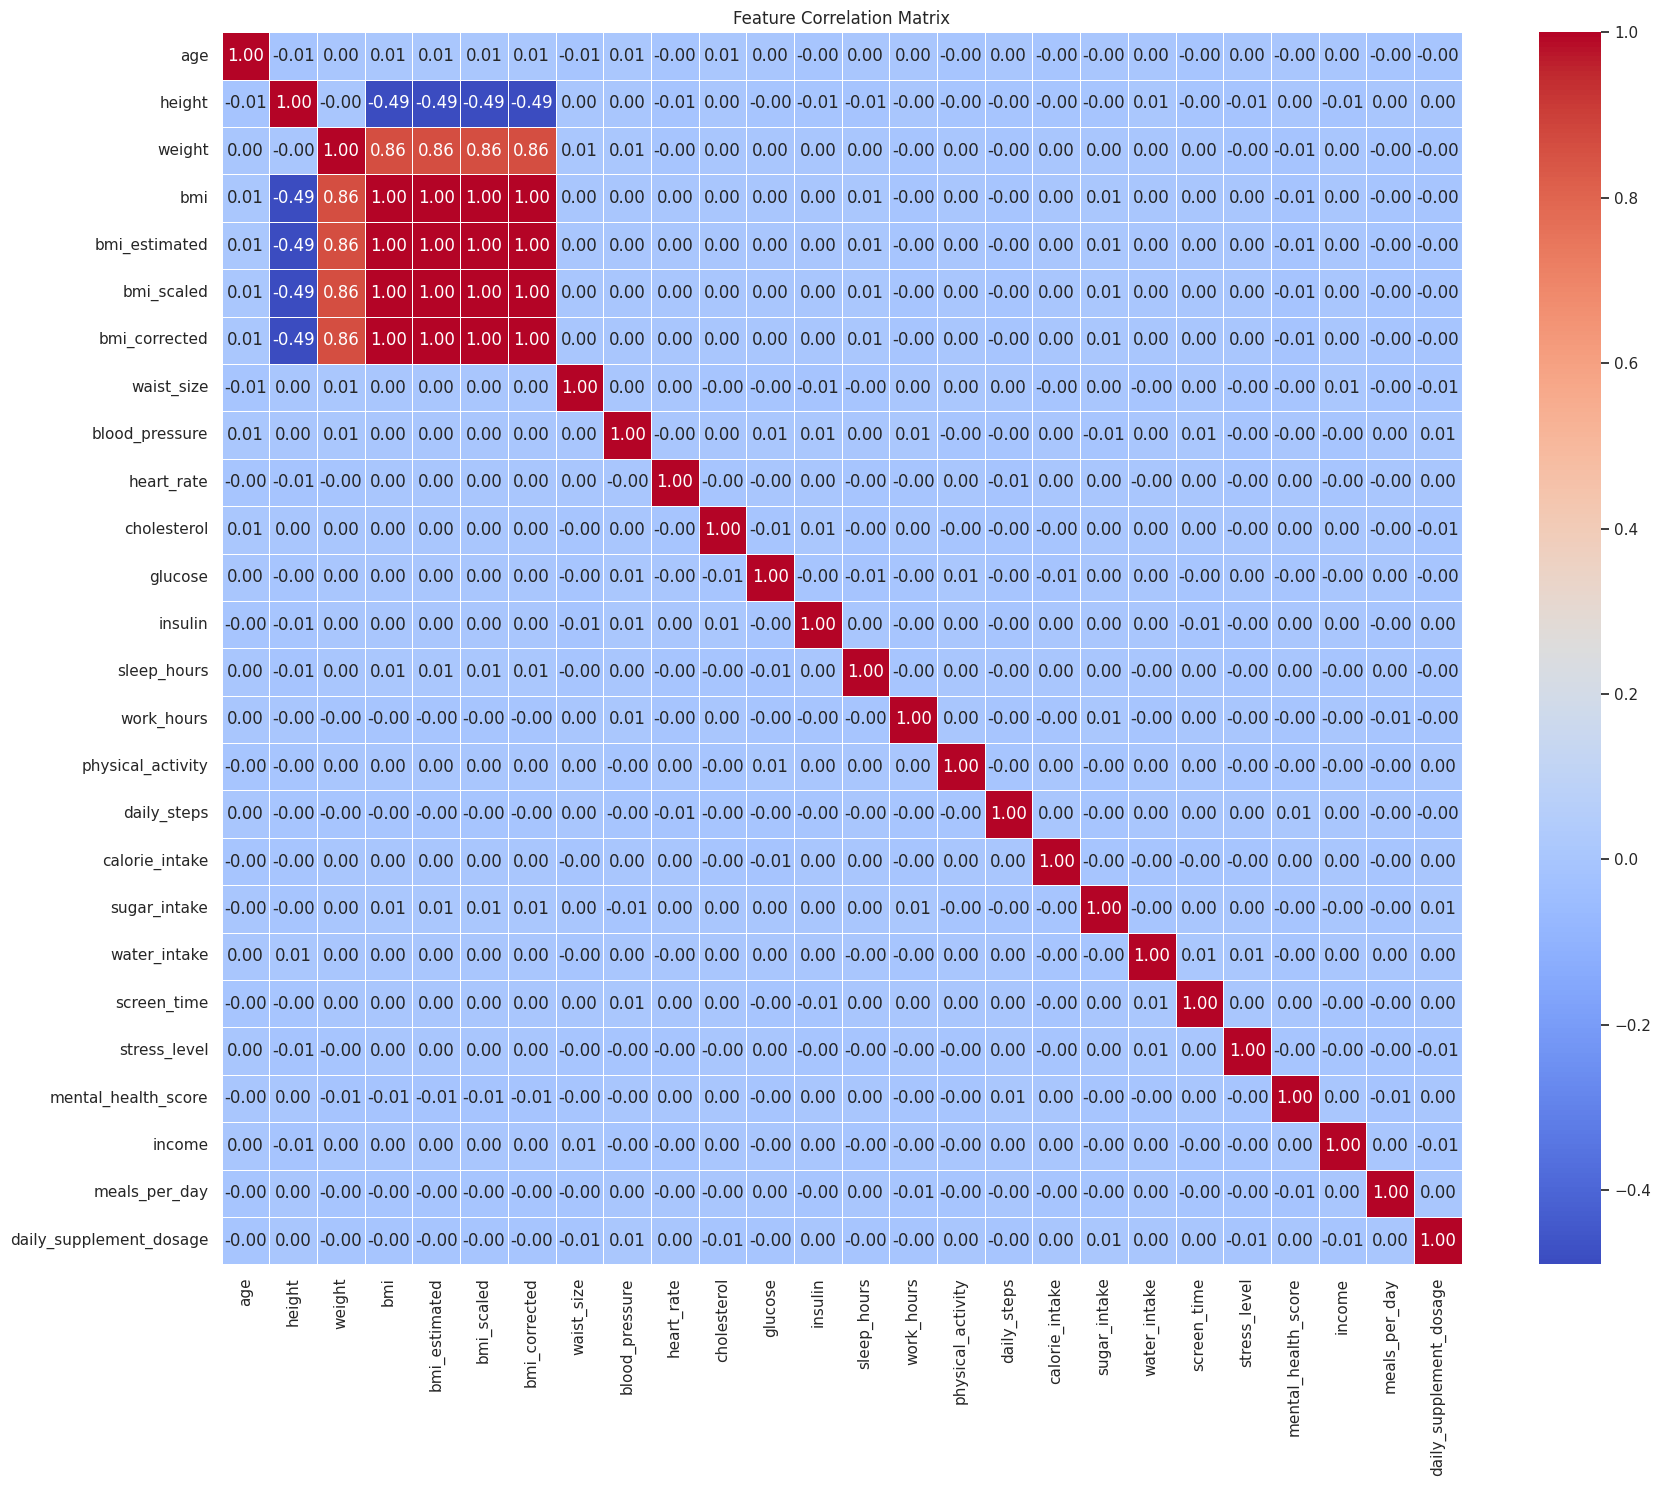 Feature Correlation Matrix
age 1.00 -0.01 0.00 0.01 0.01 0.01 0.01 -0.01 0.01 -0.00 0.01 0.00 -0.00 0.00 0.00 -0.00 0.00 -0.00 -0.00 0.00 -0.00 0.00 -0.00 0.00 -0.00 -0.00
height -0.01 1.00 -0.00 -0.49 -0.49 -0.49 -0.49 0.00 0.00 -0.01 0.00 -0.00 -0.01 -0.01 -0.00 -0.00 -0.00 -0.00 -0.00 0.01 -0.00 -0.01 0.00 -0.01 0.00 0.00
weight 0.00 -0.00 1.00 0.86 0.86 0.86 0.86 0.01 0.01 -0.00 0.00 0.00 0.00 0.00 -0.00 0.00 -0.00 0.00 0.00 0.00 0.00 -0.00 -0.01 0.00 -0.00 -0.00
bmi 0.01 -0.49 0.86 1.00 1.00 1.00 1.00 0.00 0.00 0.00 0.00 0.00 0.00 0.01 -0.00 0.00 -0.00 0.00 0.01 0.00 0.00 0.00 -0.01 0.00 -0.00 -0.00
bmi_estimated 0.01 -0.49 0.86 1.00 1.00 1.00 1.00 0.00 0.00 0.00 0.00 0.00 0.00 0.01 -0.00 0.00 -0.00 0.00 0.01 0.00 0.00 0.00 -0.01 0.00 -0.00 -0.00
bmi_scaled 0.01 -0.49 0.86 1.00 1.00 1.00 1.00 0.00 0.00 0.00 0.00 0.00 0.00 0.01 -0.00 0.00 -0.00 0.00 0.01 0.00 0.00 0.00 -0.01 0.00 -0.00 -0.00
bmi_corrected 0.01 -0.49 0.86 1.00 1.00 1.00 1.00 0.00 0.00 0.00 0.00 0.00 0.00 0.01 -0.00 0.00 -0.00 0.00 0.01 0.00 0.00 0.00 -0.01 0.00 -0.00 -0.00
waist_size -0.01 0.00 0.01 0.00 0.00 0.00 0.00 1.00 0.00 0.00 -0.00 -0.00 -0.01 -0.00 0.00 0.00 0.00 -0.00 0.00 -0.00 0.00 -0.00 -0.00 0.01 -0.00 -0.01
blood_pressure 0.01 0.00 0.01 0.00 0.00 0.00 0.00 0.00 1.00 -0.00 0.00 0.01 0.01 0.00 0.01 -0.00 -0.00 0.00 -0.01 0.00 0.01 -0.00 -0.00 -0.00 0.00 0.01
heart_rate -0.00 -0.01 -0.00 0.00 0.00 0.00 0.00 0.00 -0.00 1.00 -0.00 -0.00 0.00 -0.00 -0.00 0.00 -0.01 0.00 0.00 -0.00 0.00 -0.00 0.00 -0.00 -0.00 0.00
cholesterol 0.01 0.00 0.00 0.00 0.00 0.00 0.00 -0.00 0.00 -0.00 1.00 -0.01 0.01 -0.00 0.00 -0.00 -0.00 -0.00 0.00 0.00 0.00 -0.00 0.00 0.00 -0.00 -0.01
glucose 0.00 -0.00 0.00 0.00 0.00 0.00 0.00 -0.00 0.01 -0.00 -0.01 1.00 -0.00 -0.01 -0.00 0.01 -0.00 -0.01 0.00 0.00 -0.00 0.00 -0.00 -0.00 0.00 -0.00
insulin -0.00 -0.01 0.00 0.00 0.00 0.00 0.00 -0.01 0.01 0.00 0.01 -0.00 1.00 0.00 -0.00 0.00 -0.00 0.00 0.00 0.00 -0.01 0.00 -0.00 0.00 -0.00 0.00
sleep_hours 0.00 -0.01 0.00 0.01 0.01 0.01 0.01 -0.00 0.00 -0.00 -0.00 -0.01 0.00 1.00 -0.00 0.00 -0.00 0.00 0.00 -0.00 0.00 -0.00 0.00 -0.00 0.00 -0.00
work_hours 0.00 -0.00 -0.00 -0.00 -0.00 -0.00 -0.00 0.00 0.01 -0.00 0.00 -0.00 -0.00 -0.00 1.00 0.00 -0.00 -0.00 0.01 -0.00 0.00 -0.00 -0.00 -0.00 -0.01 -0.00
physical_activity -0.00 -0.00 0.00 0.00 0.00 0.00 0.00 0.00 -0.00 0.00 -0.00 0.01 0.00 0.00 0.00 1.00 -0.00 0.00 -0.00 0.00 0.00 -0.00 0.00 -0.00 -0.00 0.00
daily_steps 0.00 -0.00 -0.00 -0.00 -0.00 -0.00 -0.00 0.00 -0.00 -0.01 -0.00 -0.00 -0.00 -0.00 -0.00 -0.00 1.00 0.00 -0.00 0.00 0.00 0.00 0.01 0.00 -0.00 -0.00
calorie_intake -0.00 -0.00 0.00 0.00 0.00 0.00 0.00 -0.00 0.00 0.00 -0.00 -0.01 0.00 0.00 -0.00 0.00 0.00 1.00 -0.00 -0.00 -0.00 -0.00 0.00 0.00 -0.00 0.00
sugar_intake -0.00 -0.00 0.00 0.01 0.01 0.01 0.01 0.00 -0.01 0.00 0.00 0.00 0.00 0.00 0.01 -0.00 -0.00 -0.00 1.00 -0.00 0.00 0.00 -0.00 -0.00 -0.00 0.01
water_intake 0.00 0.01 0.00 0.00 0.00 0.00 0.00 -0.00 0.00 -0.00 0.00 0.00 0.00 -0.00 -0.00 0.00 0.00 -0.00 -0.00 1.00 0.01 0.01 -0.00 0.00 0.00 0.00
screen_time -0.00 -0.00 0.00 0.00 0.00 0.00 0.00 0.00 0.01 0.00 0.00 -0.00 -0.01 0.00 0.00 0.00 0.00 -0.00 0.00 0.01 1.00 0.00 0.00 -0.00 -0.00 0.00
stress_level 0.00 -0.01 -0.00 0.00 0.00 0.00 0.00 -0.00 -0.00 -0.00 -0.00 0.00 0.00 -0.00 -0.00 -0.00 0.00 -0.00 0.00 0.01 0.00 1.00 -0.00 -0.00 -0.00 -0.01
mental_health_score -0.00 0.00 -0.01 -0.01 -0.01 -0.01 -0.01 -0.00 -0.00 0.00 0.00 -0.00 -0.00 0.00 -0.00 0.00 0.01 0.00 -0.00 -0.00 0.00 -0.00 1.00 0.00 -0.01 0.00
income 0.00 -0.01 0.00 0.00 0.00 0.00 0.00 0.01 -0.00 -0.00 0.00 -0.00 0.00 -0.00 -0.00 -0.00 0.00 0.00 -0.00 0.00 -0.00 -0.00 0.00 1.00 0.00 -0.01
meals_per_day -0.00 0.00 -0.00 -0.00 -0.00 -0.00 -0.00 -0.00 0.00 -0.00 -0.00 0.00 -0.00 0.00 -0.01 -0.00 -0.00 -0.00 -0.00 0.00 -0.00 -0.00 -0.01 0.00 1.00 0.00
daily_supplement_dosage -0.00 0.00 -0.00 -0.00 -0.00 -0.00 -0.00 -0.01 0.01 0.00 -0.01 -0.00 0.00 -0.00 -0.00 0.00 -0.00 0.00 0.01 0.00 0.00 -0.01 0.00 -0.01 0.00 1.00
age height weight bmi bmi_estimated bmi_scaled bmi_corrected waist_size blood_pressure heart_rate cholesterol glucose insulin sleep_hours work_hours physical_activity daily_steps calorie_intake sugar_intake water_intake screen_time stress_level mental_health_score income meals_per_day daily_supplement_dosage
1.0
0.8
0.6
0.4
0.2
0.0
−0.2
−0.4